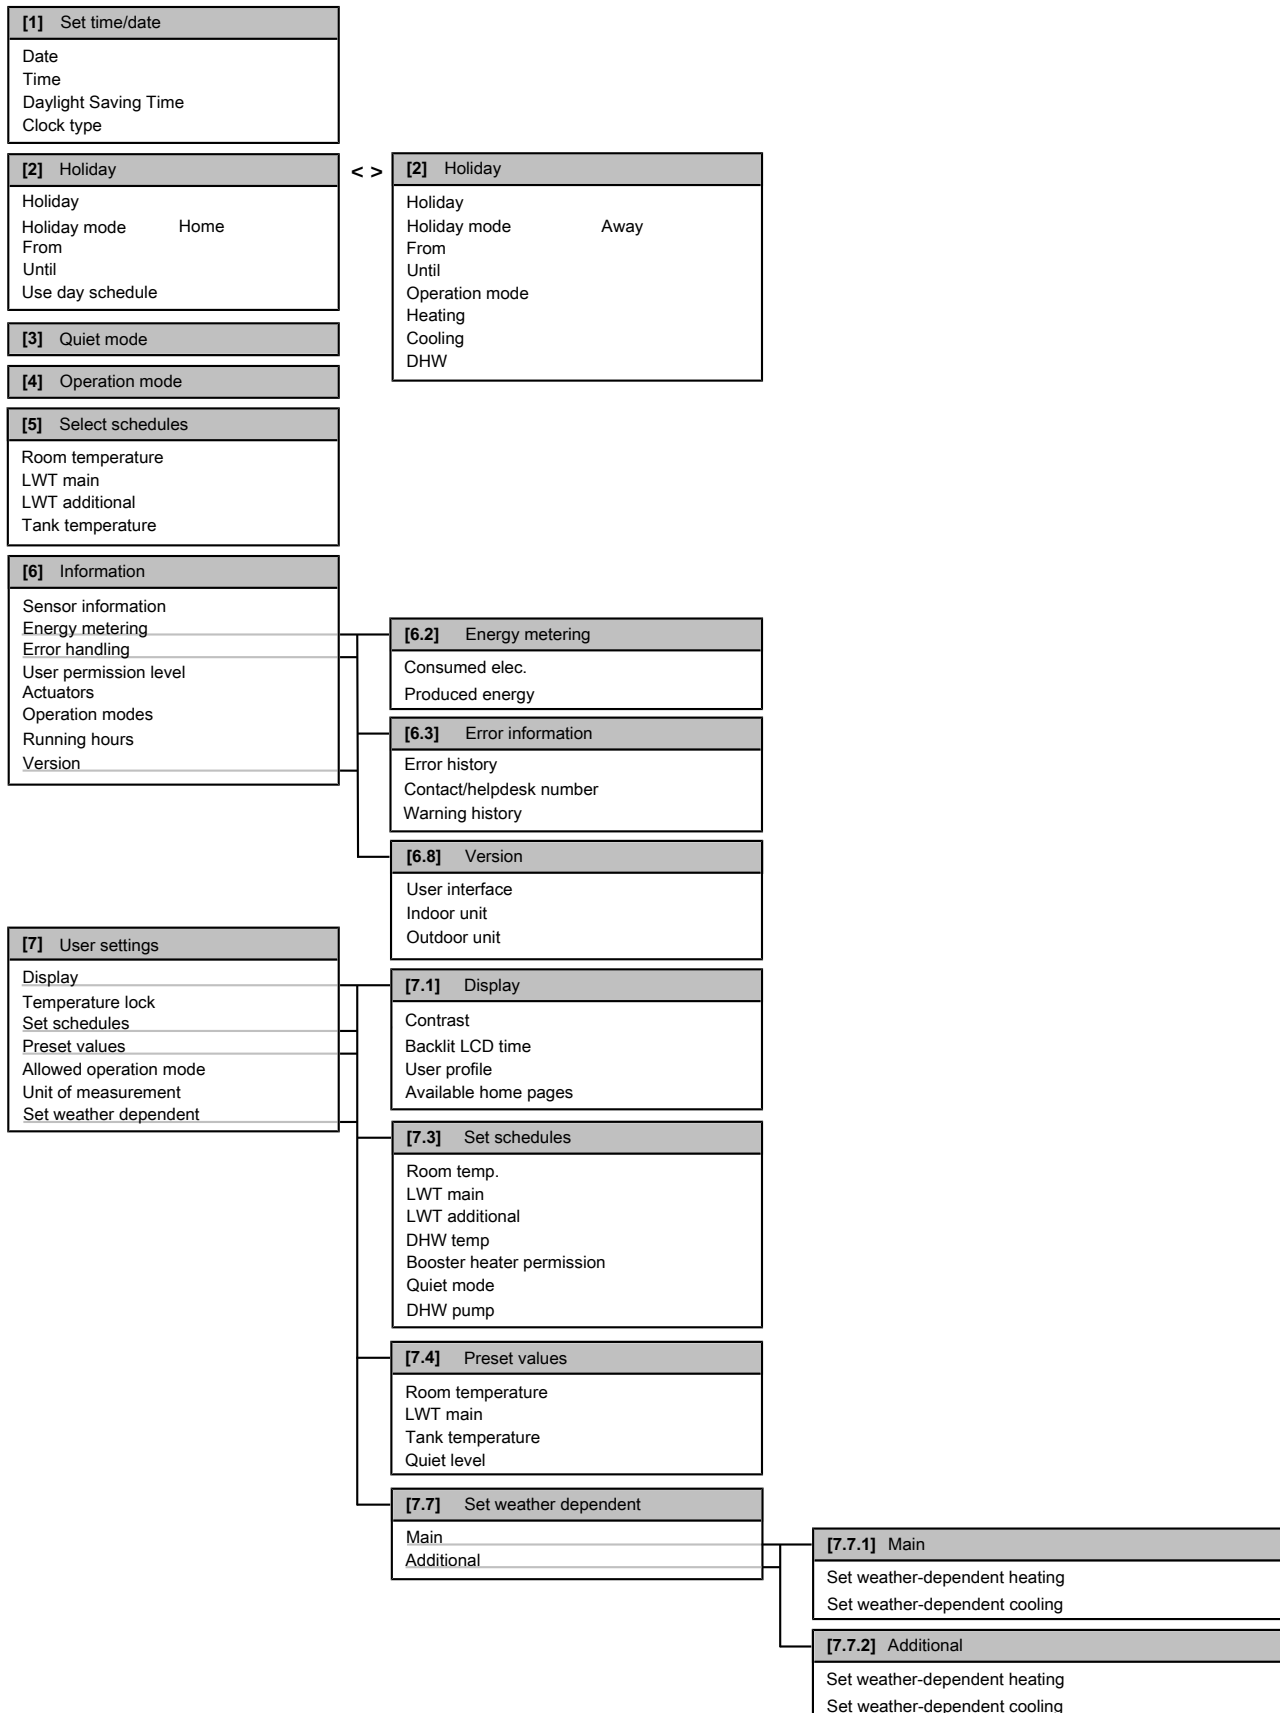 [1] Set time/date
Date
Time
Daylight Saving Time
Clock type
[2] Holiday
Holiday
Holiday mode Home
From
Until
Use day schedule
< >
[2] Holiday
Holiday
Holiday mode Away
From
Until
Operation mode
Heating
Cooling
DHW
[3] Quiet mode
[4] Operation mode
[5] Select schedules
Room temperature
LWT main
LWT additional
Tank temperature
[6] Information
Sensor information
Energy metering
Error handling
User permission level
Actuators
Operation modes
Running hours
Version
[6.2] Energy metering
Consumed elec.
Produced energy
[6.3] Error information
Error history
Contact/helpdesk number
Warning history
[6.8] Version
User interface
Indoor unit
Outdoor unit
[7] User settings
Display
Temperature lock
Set schedules
Preset values
Allowed operation mode
Unit of measurement
Set weather dependent
[7.1] Display
Contrast
Backlit LCD time
User profile
Available home pages
[7.3] Set schedules
Room temp.
LWT main
LWT additional
DHW temp
Booster heater permission
Quiet mode
DHW pump
[7.4] Preset values
Room temperature
LWT main
Tank temperature
Quiet level
[7.7] Set weather dependent
Main
Additional
[7.7.1] Main
Set weather-dependent heating
Set weather-dependent cooling
[7.7.2] Additional
Set weather-dependent heating
Set weather-dependent cooling